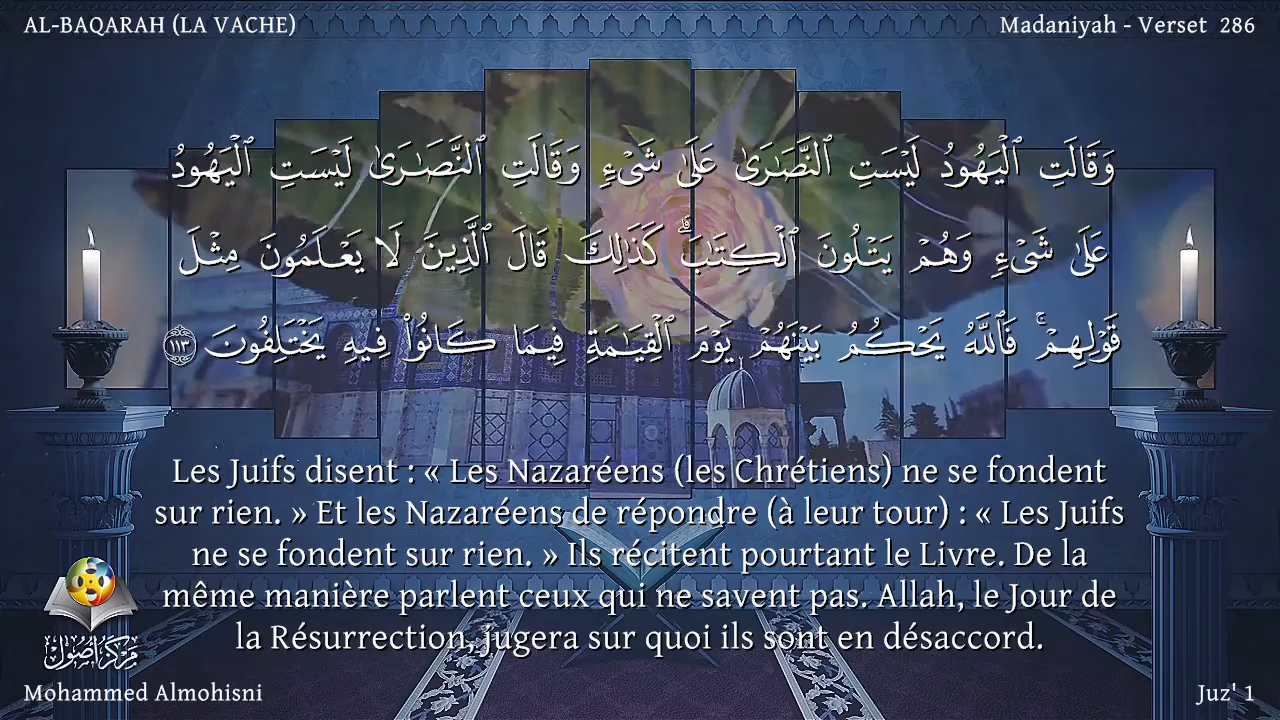 AL-BAQARAH (LA VACHE)
Madaniyah - Verset 286
وَقَالَتِ ٱلْيَهُودُ لَيْسَتِ ٱلنَّصَٰرَىٰ عَلَىٰ شَىْءٍ وَقَالَتِ ٱلنَّصَٰرَىٰ لَيْسَتِ ٱلْيَهُودُ
عَلَىٰ شَىْءٍ وَهُمْ يَتْلُونَ ٱلْكِتَٰبَ ۗ كَذَٰلِكَ قَالَ ٱلَّذِينَ لَا يَعْلَمُونَ مِثْلَ
قَوْلِهِمْ ۚ فَٱللَّهُ يَحْكُمُ بَيْنَهُمْ يَوْمَ ٱلْقِيَٰمَةِ فِيمَا كَانُوا۟ فِيهِ يَخْتَلِفُونَ ١١٣
Les Juifs disent : « Les Nazaréens (les Chrétiens) ne se fondent
sur rien. » Et les Nazaréens de répondre (à leur tour) : « Les Juifs
ne se fondent sur rien. » Ils récitent pourtant le Livre. De la
même manière parlent ceux qui ne savent pas. Allah, le Jour de
la Résurrection, jugera sur quoi ils sont en désaccord.
مركز أصول
Mohammed Almohisni
Juz' 1